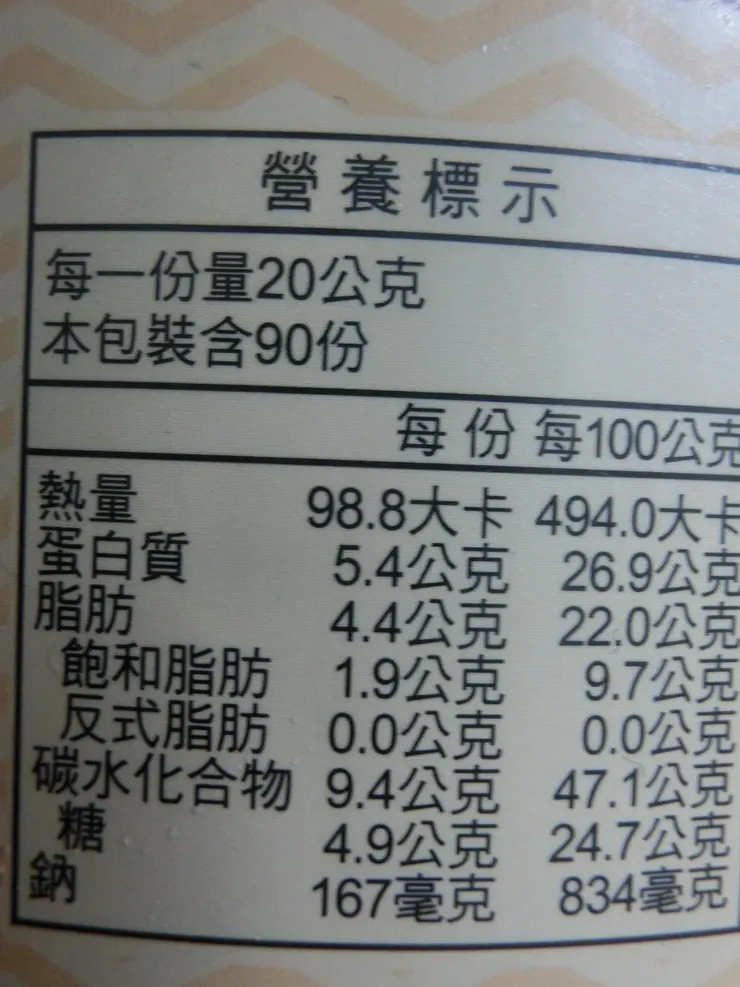 營養標示
每一份量20公克
本包裝含90份
每份 每100公克
熱量 98.8大卡 494.0大卡
蛋白質 5.4公克 26.9公克
脂肪 4.4公克 22.0公克
飽和脂肪 1.9公克 9.7公克
反式脂肪 0.0公克 0.0公克
碳水化合物 9.4公克 47.1公克
糖 4.9公克 24.7公克
鈉 167毫克 834毫克